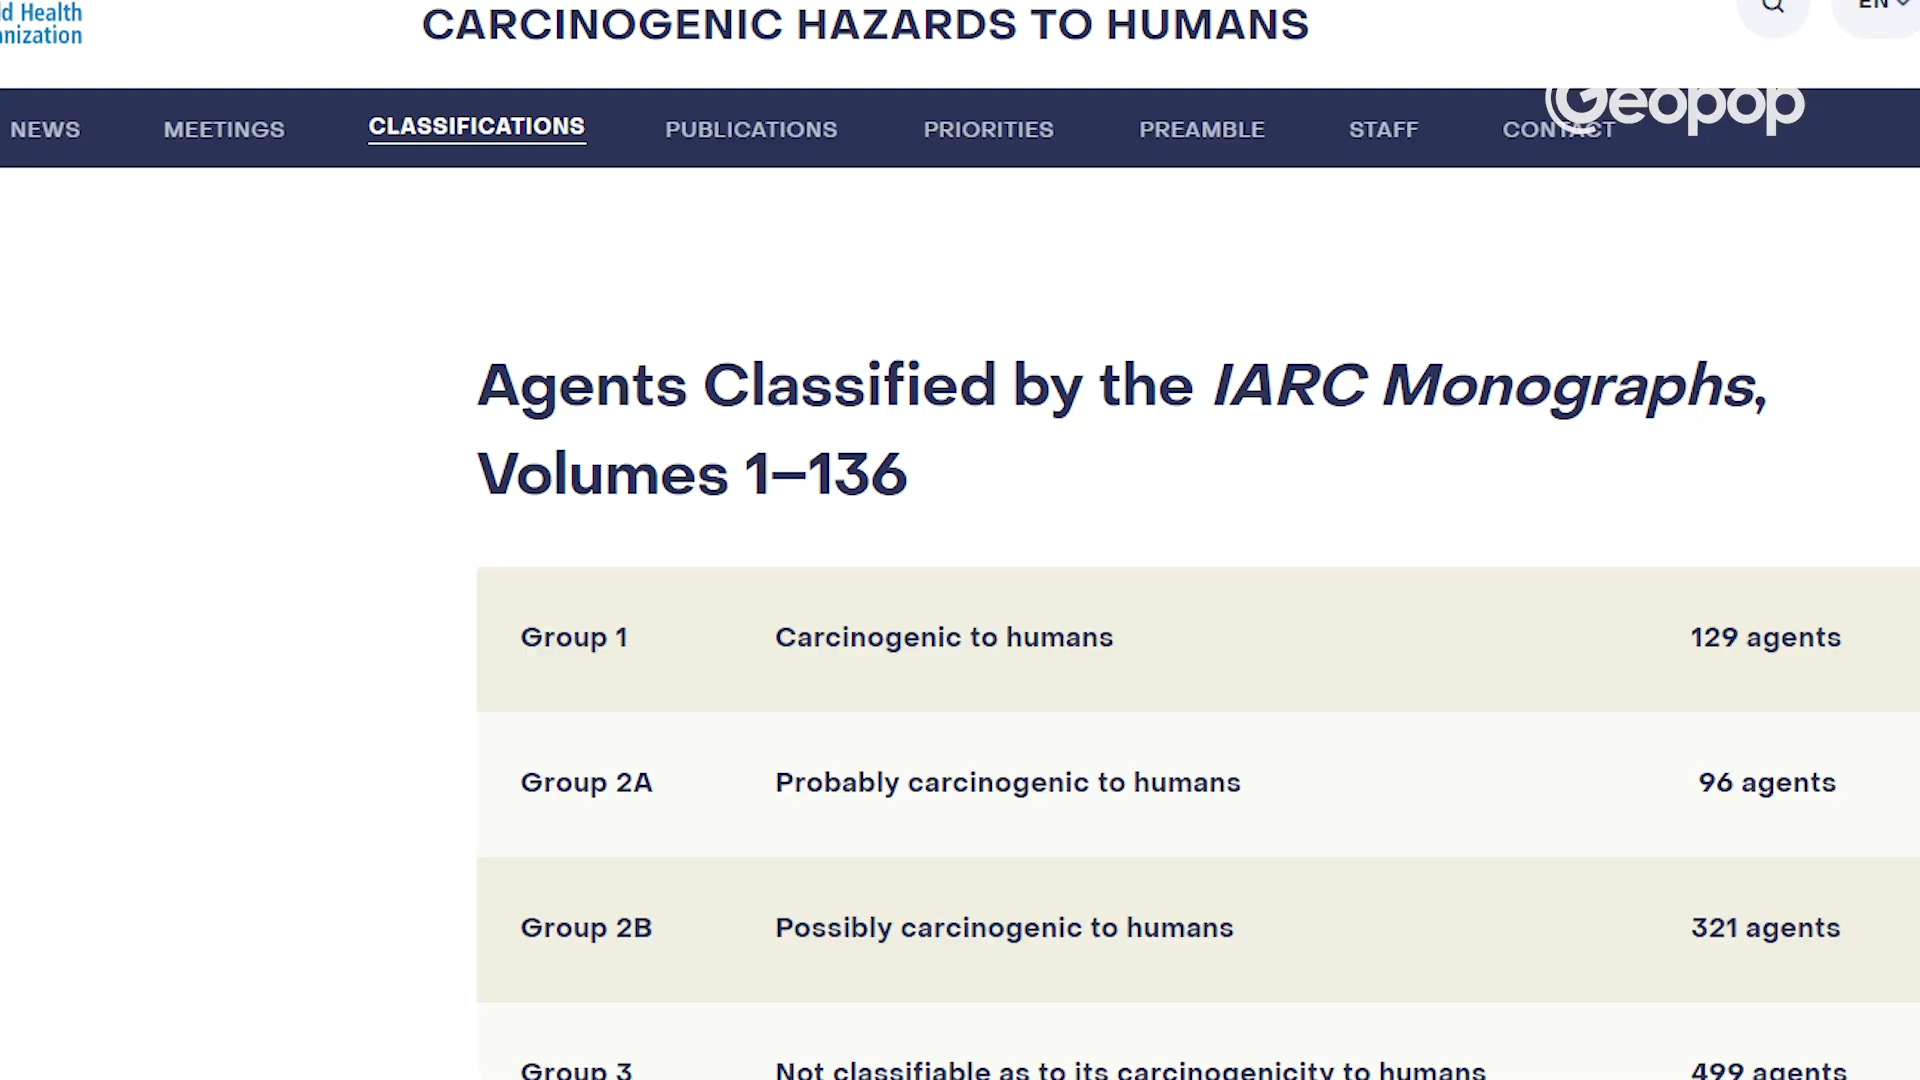 Health
CARCINOGENIC HAZARDS TO HUMANS
EN
NEWS MEETINGS CLASSIFICATIONS PUBLICATIONS PRIORITIES PREAMBLE STAFF CONTACT
Geopop
Agents Classified by the IARC Monographs,
Volumes 1–136
Group 1 Carcinogenic to humans 129 agents
Group 2A Probably carcinogenic to humans 96 agents
Group 2B Possibly carcinogenic to humans 321 agents
Group 3 Not classifiable as to its carcinogenicity to humans 499 agents